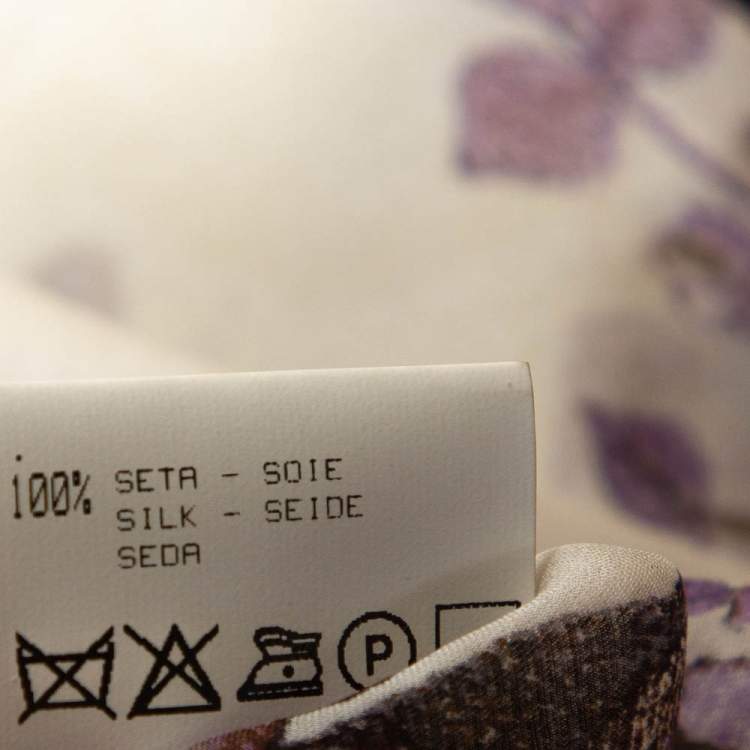 100% SETA - SOIE
SILK - SEIDE
SEDA
P